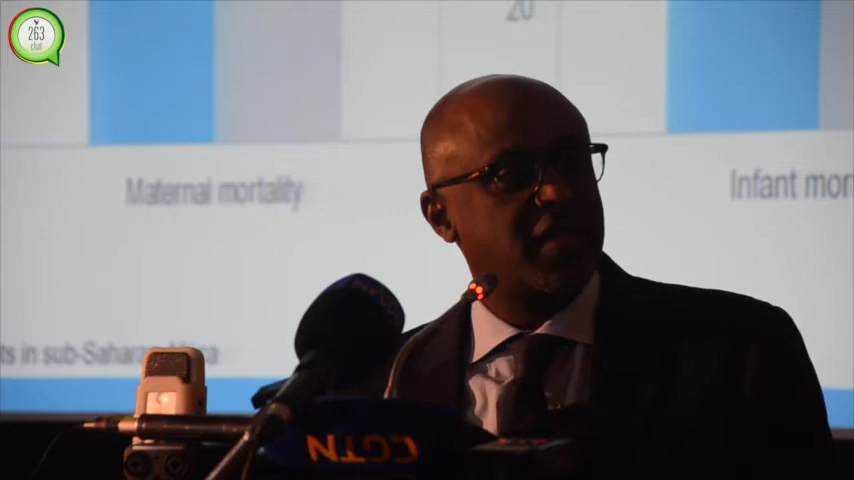 263
chat
20
Maternal mortality
Infant mor
ts in sub-Saharan Africa
CGTN